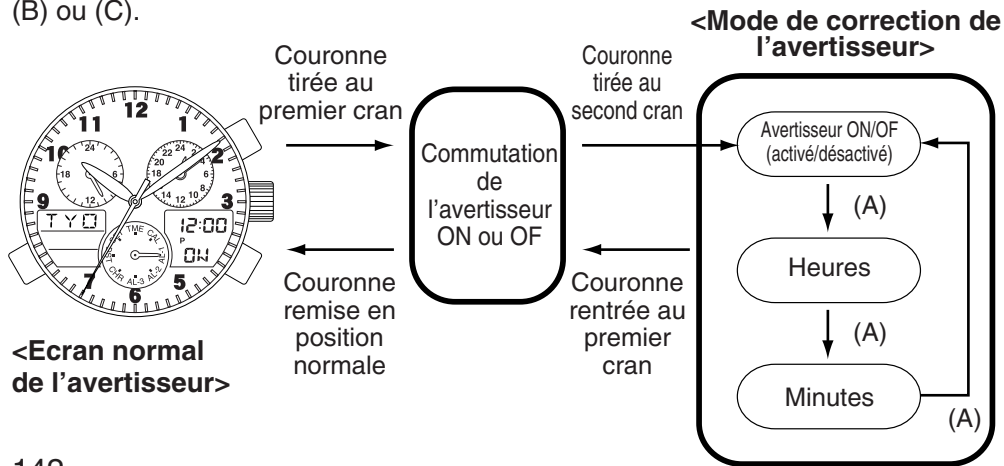 (B) ou (C).
<Mode de correction de
l'avertisseur>
Couronne
tirée au
premier cran
Couronne
tirée au
second cran
12
11
1
10
2
9
3
7
6
5
24
18
6
12
22
24
2
20
4
18
6
8
14
12
10
TYO
12:00
P
ON
TME
CAL
AL-1
AL-2
AL-3
CHR
Commutation
de
l'avertisseur
ON ou OF
Avertisseur ON/OF
(activé/désactivé)
(A)
Heures
(A)
Minutes
(A)
Couronne
remise en
position
normale
Couronne
rentrée au
premier
cran
<Ecran normal
de l'avertisseur>